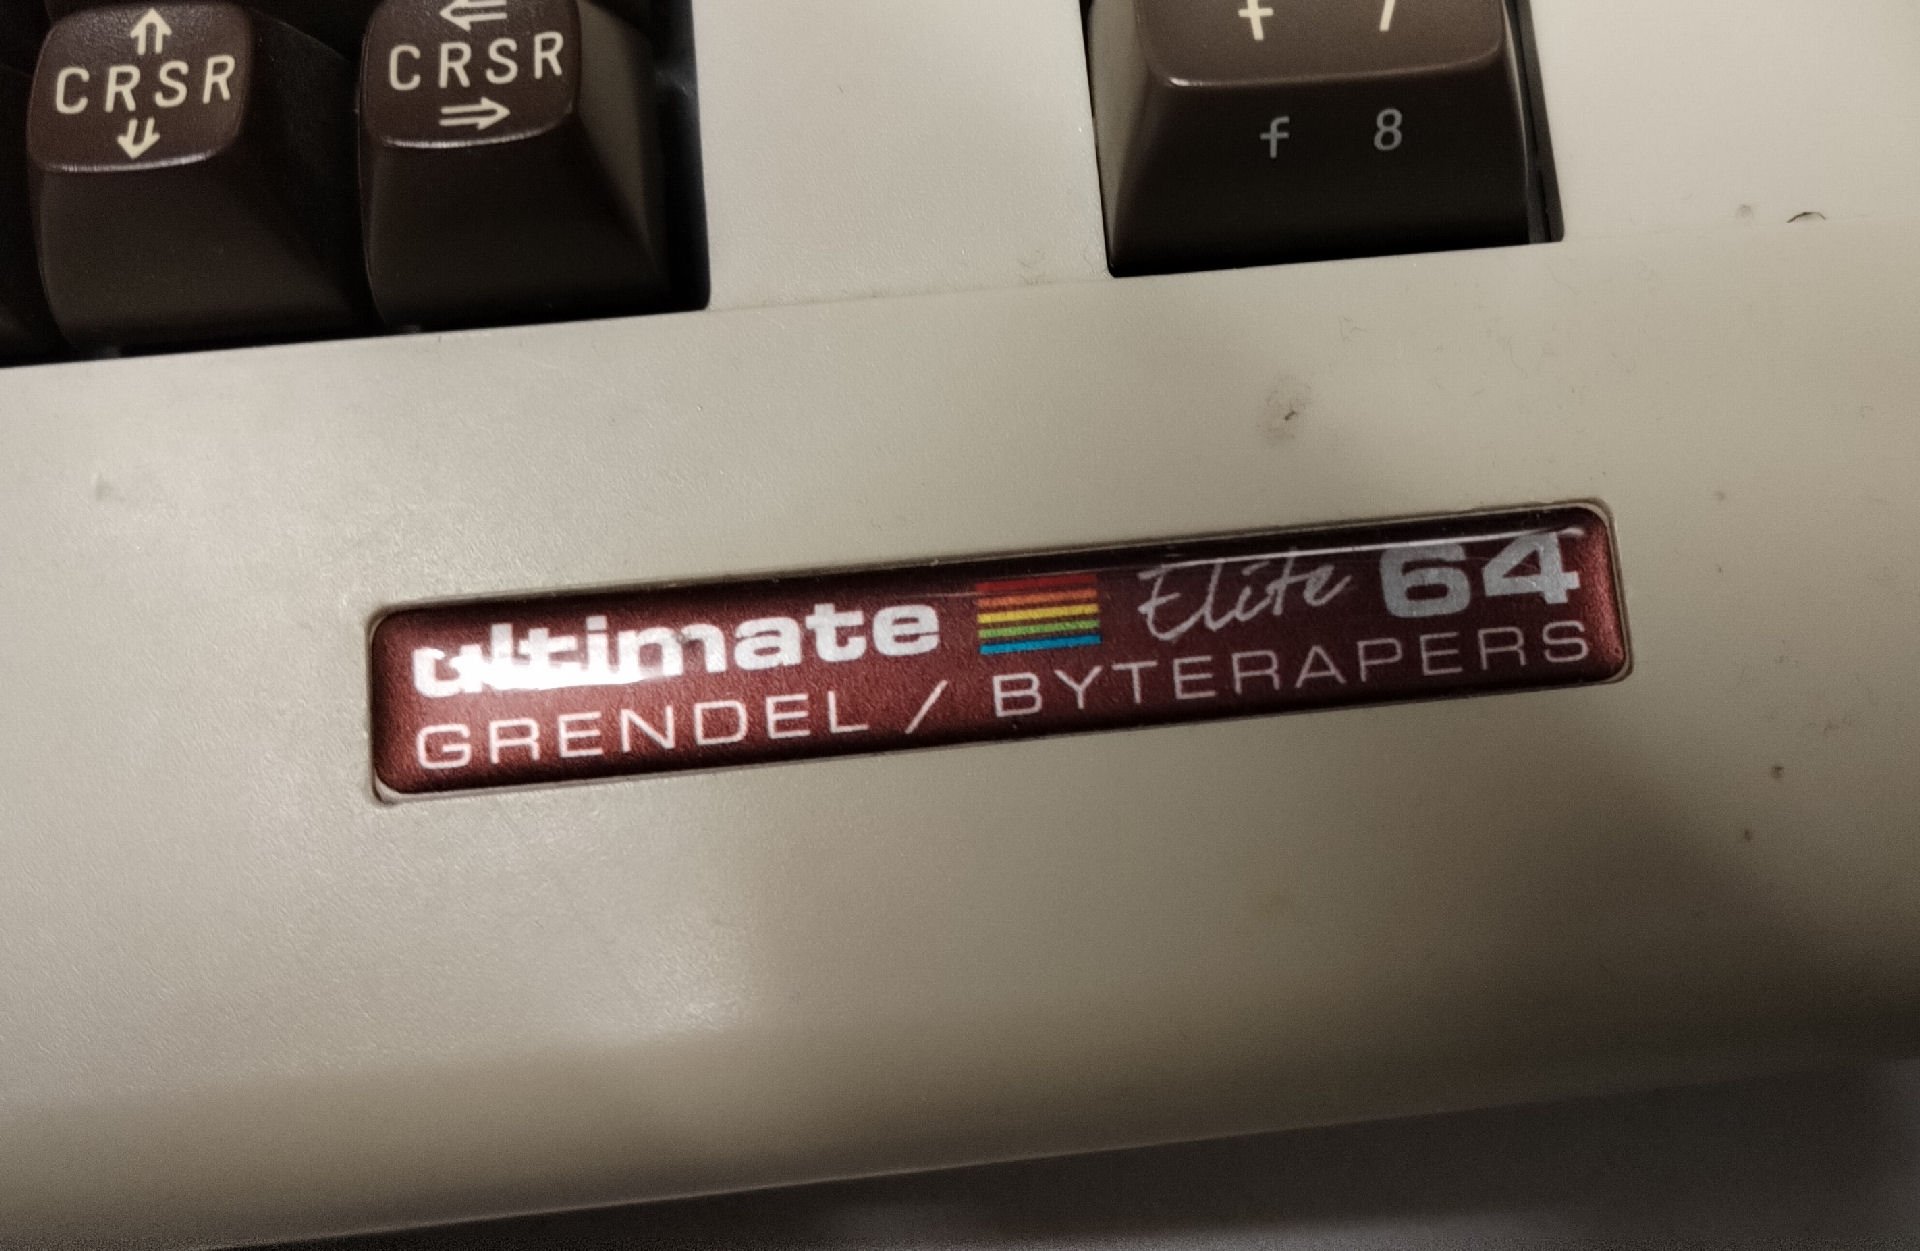 ⇑ ⇐
CRSR CRSR
⇓ ⇒
f 7
f 8
ultimate Elite 64
GRENDEL / BYTERAPERS